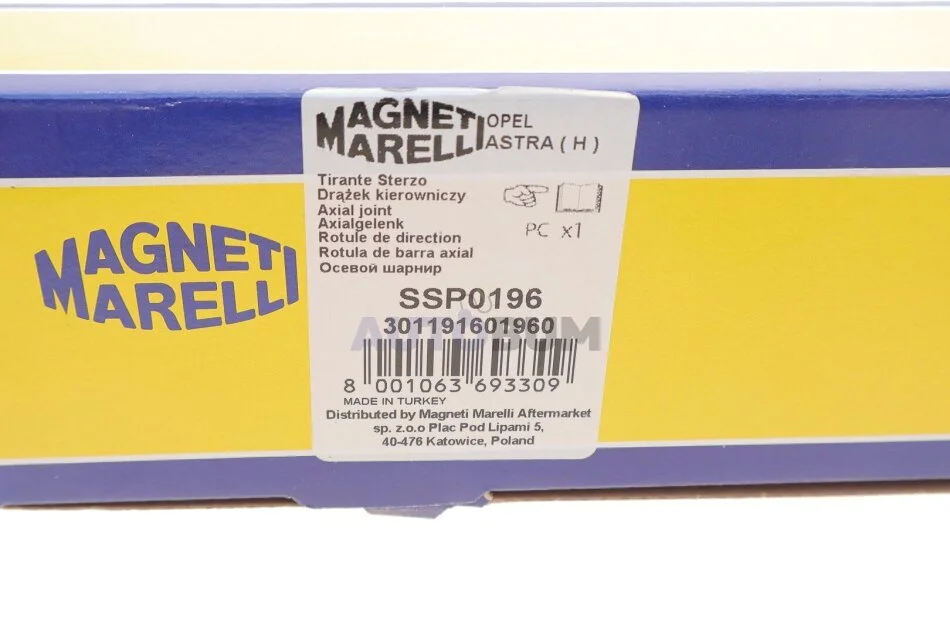 MAGNETI
MARELLI
OPEL
ASTRA ( H )
Tirante Sterzo
Drążek kierowniczy
Axial joint
Axialgelenk
Rotule de direction
Rotula de barra axial
Осевой шарнир
PC x1
MAGNETI
MARELLI
SSP0196
301191601960
8 001063 693309
MADE IN TURKEY
Distributed by Magneti Marelli Aftermarket
sp. z.o.o Plac Pod Lipami 5,
40-476 Katowice, Poland